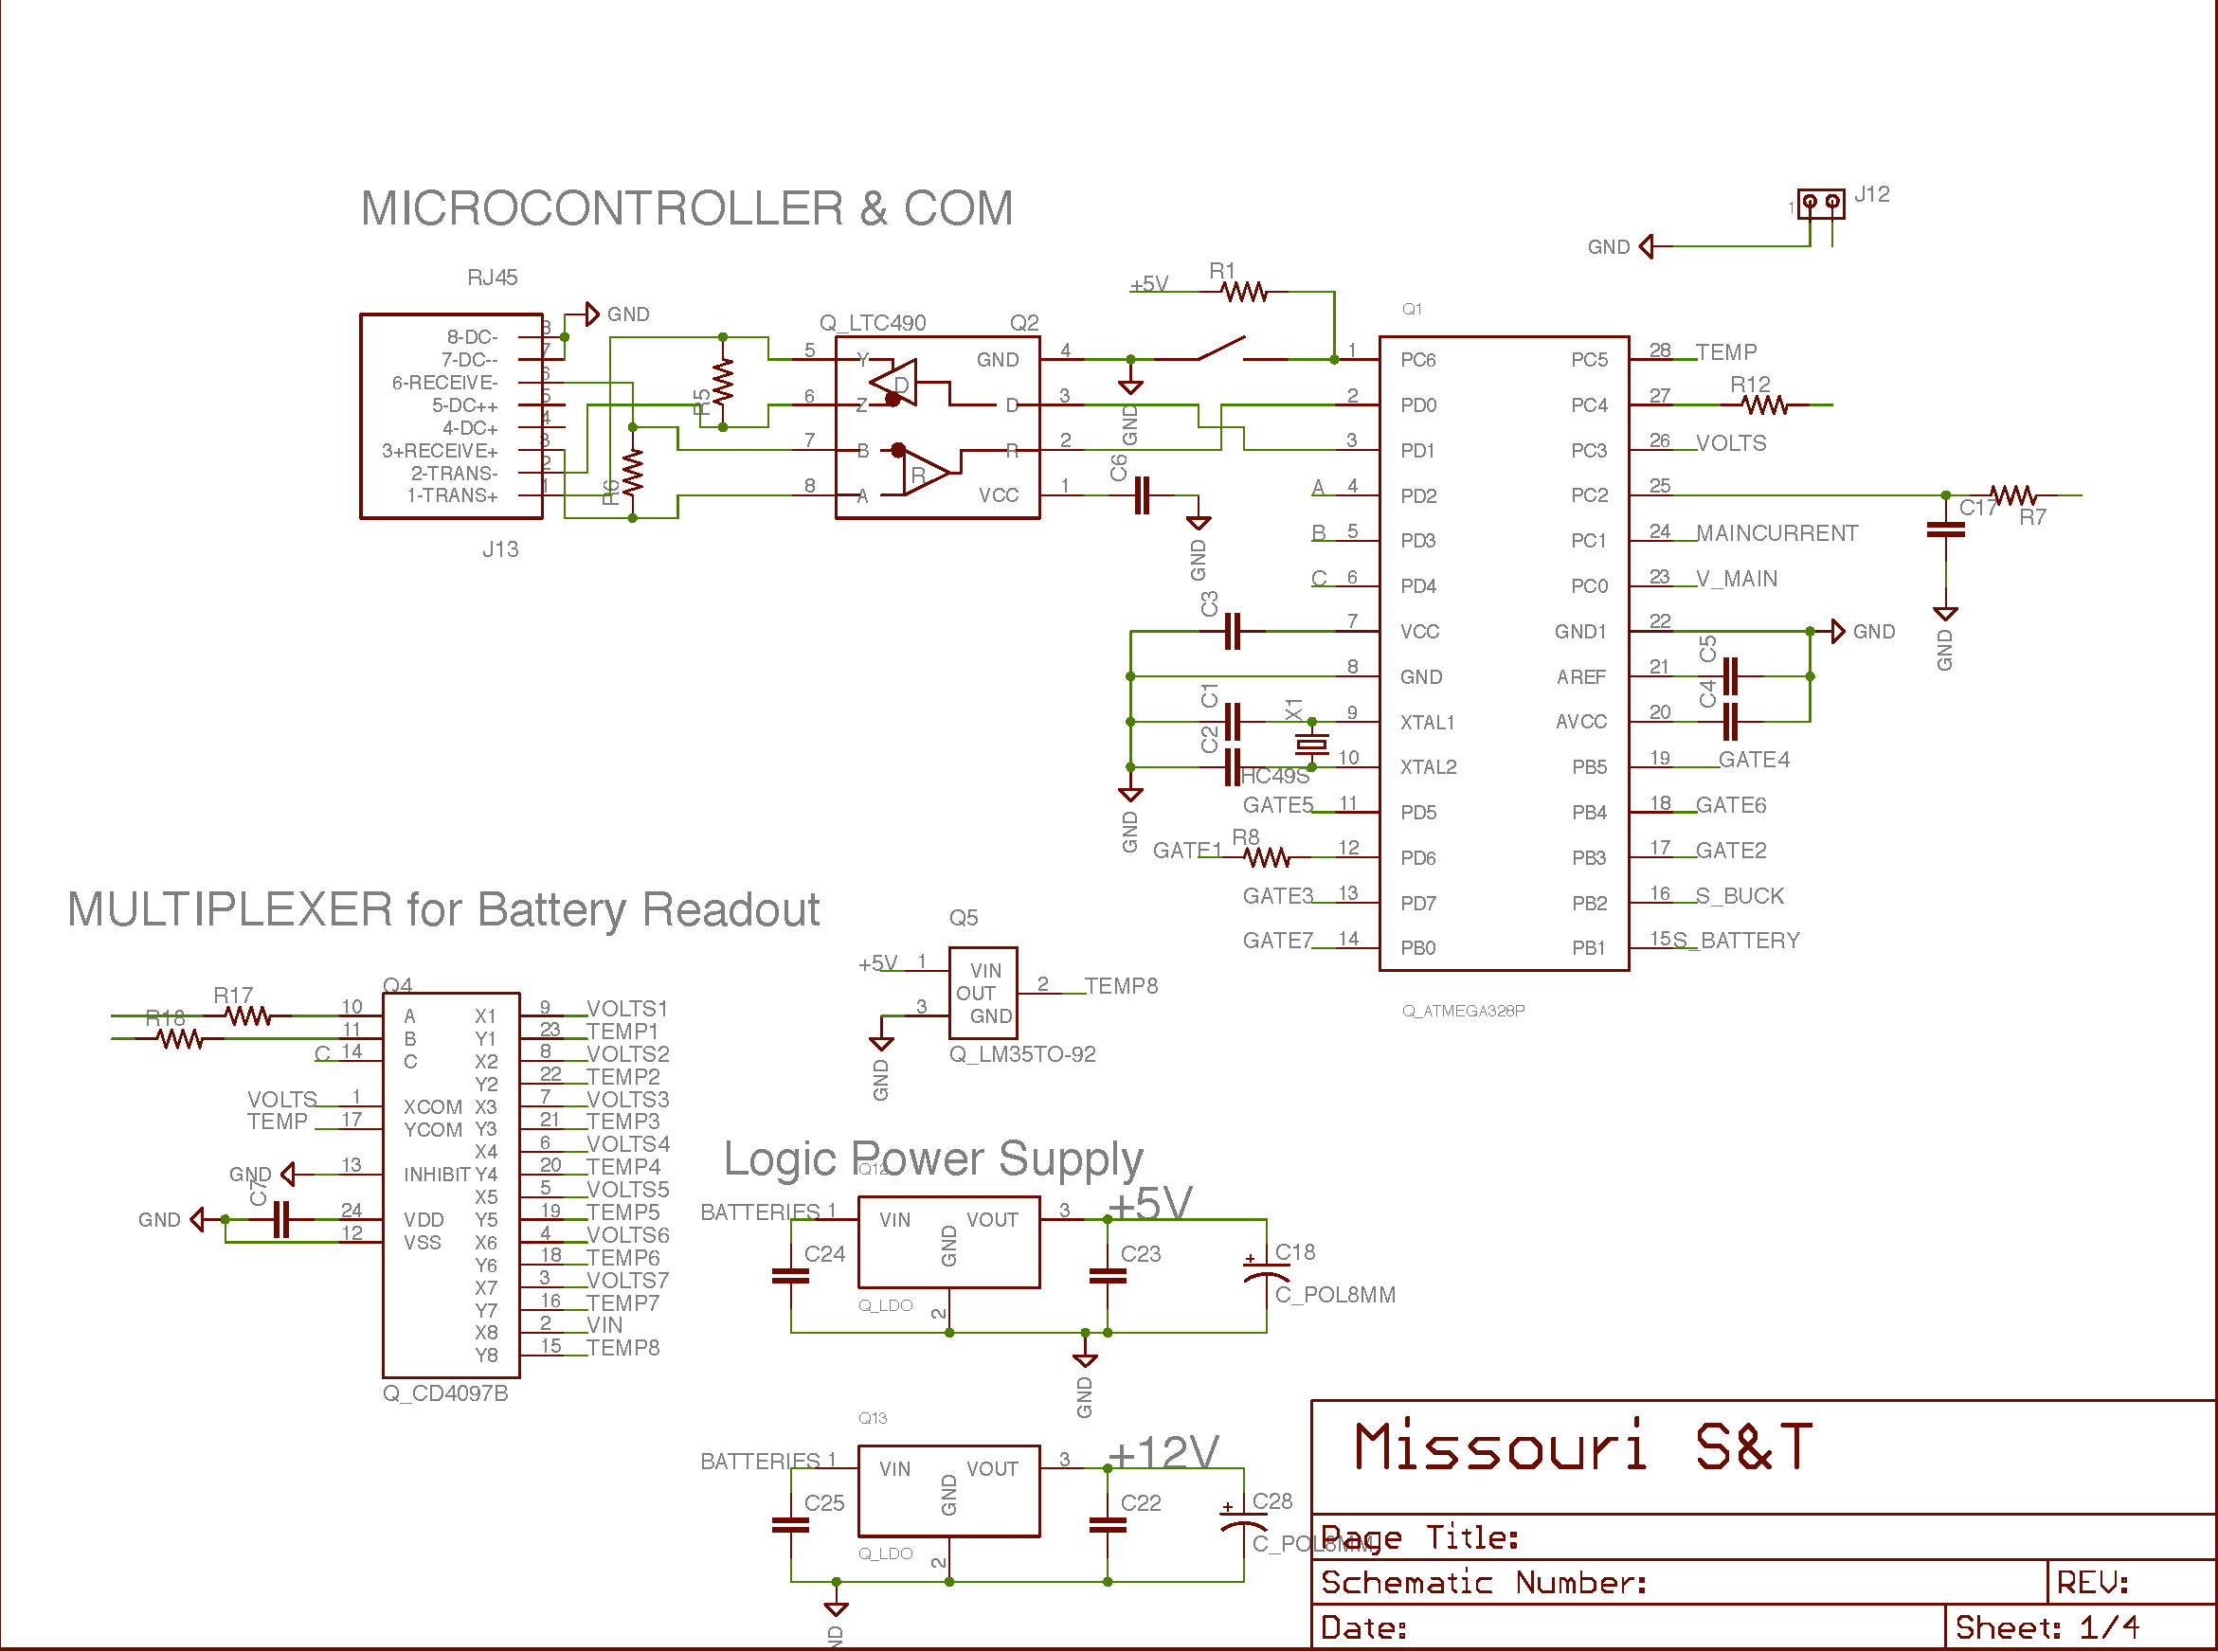 MICROCONTROLLER & COM
J12
1
GND
RJ45
8-DC-
7-DC--
6-RECEIVE-
5-DC++
4-DC+
3+RECEIVE+
2-TRANS-
1-TRANS+
8
7
6
5
4
3
2
1
J13
GND
R5
R6
Q_LTC490
Q2
5 Y GND 4
6 Z D 3
7 B R 2
8 A VCC 1
D
R
+5V
R1
GND
C6
GND
Q1
1 PC6 PC5 28 TEMP
2 PD0 PC4 27 R12
3 PD1 PC3 26 VOLTS
A 4 PD2 PC2 25
C17
R7
GND
B 5 PD3 PC1 24 MAINCURRENT
C 6 PD4 PC0 23 V_MAIN
C3 7 VCC GND1 22 GND
8 GND AREF 21 C5
C1 X1 9 XTAL1 AVCC 20 C4
C2 HC49S 10 XTAL2 PB5 19 GATE4
GND
GATE5 11 PD5 PB4 18 GATE6
GATE1 R8 12 PD6 PB3 17 GATE2
GATE3 13 PD7 PB2 16 S_BUCK
GATE7 14 PB0 PB1 15 S_BATTERY
Q_ATMEGA328P
MULTIPLEXER for Battery Readout
Q4
R17 10 A X1 9 VOLTS1
R18 11 B Y1 23 TEMP1
C 14 C X2 8 VOLTS2
Y2 22 TEMP2
VOLTS 1 XCOM X3 7 VOLTS3
TEMP 17 YCOM Y3 21 TEMP3
X4 6 VOLTS4
GND 13 INHIBIT Y4 20 TEMP4
X5 5 VOLTS5
GND C7 24 VDD Y5 19 TEMP5
12 VSS X6 4 VOLTS6
Y6 18 TEMP6
X7 3 VOLTS7
Y7 16 TEMP7
X8 2 VIN
Y8 15 TEMP8
Q_CD4097B
Q5
+5V 1 VIN
OUT 2 TEMP8
3 GND
GND
Q_LM35TO-92
Logic Power Supply
Q12
BATTERIES 1 VIN VOUT 3 +5V
GND
C24
C23
C18
C_POL8MM
Q_LDO
2
GND
Q13
BATTERIES 1 VIN VOUT 3 +12V
GND
C25
C22
C28
C_POL8MM
Q_LDO
2
ND
Missouri S&T
Page Title:
Schematic Number:
REV:
Date:
Sheet: 1/4